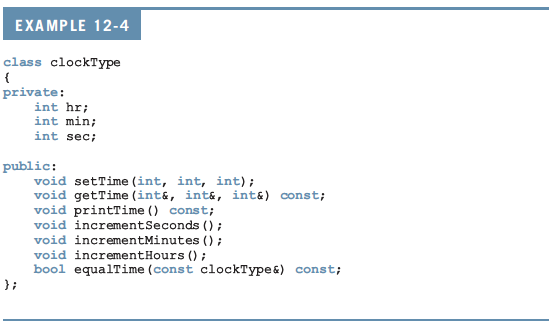 EXAMPLE 12-4
class clockType
{
private:
    int hr;
    int min;
    int sec;
public:
    void setTime(int, int, int);
    void getTime(int&, int&, int&) const;
    void printTime() const;
    void incrementSeconds();
    void incrementMinutes();
    void incrementHours();
    bool equalTime(const clockType&) const;
};